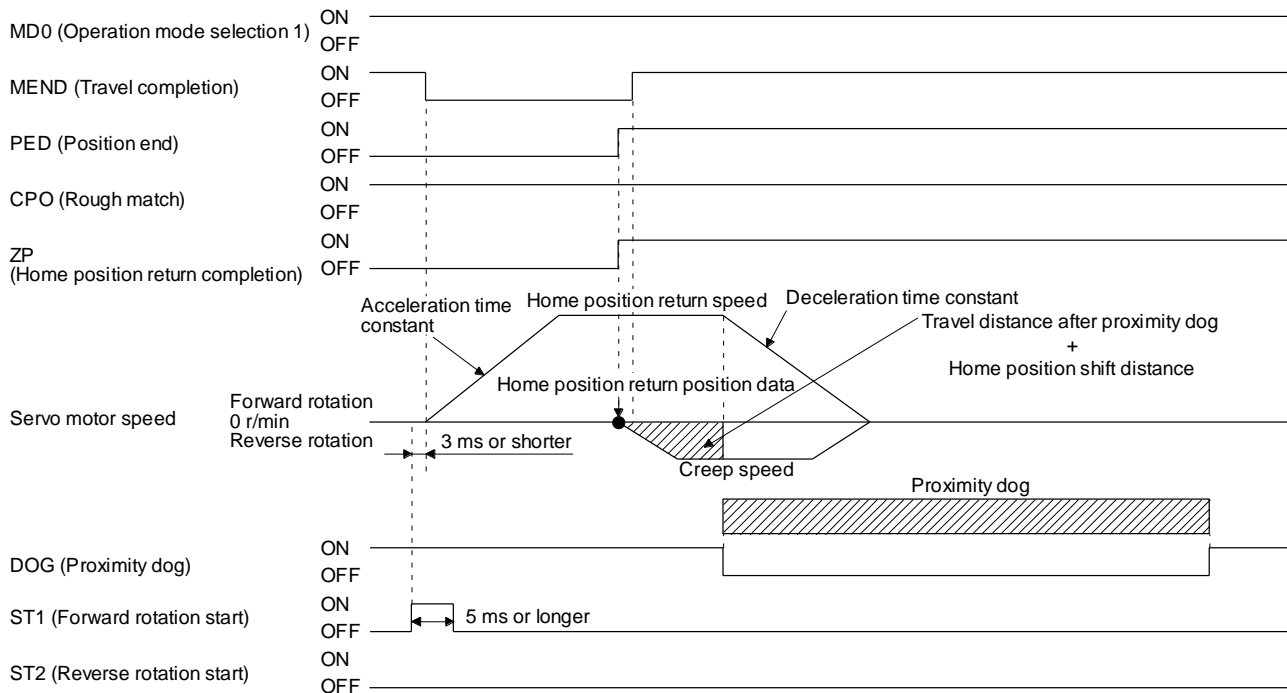 MD0 (Operation mode selection 1)
ON
OFF
MEND (Travel completion)
ON
OFF
PED (Position end)
ON
OFF
CPO (Rough match)
ON
OFF
ZP
(Home position return completion)
ON
OFF
Acceleration time
constant
Home position return speed
Deceleration time constant
Travel distance after proximity dog
+
Home position shift distance
Home position return position data
Servo motor speed
Forward rotation
0 r/min
Reverse rotation
3 ms or shorter
Creep speed
Proximity dog
DOG (Proximity dog)
ON
OFF
ST1 (Forward rotation start)
ON
OFF
5 ms or longer
ST2 (Reverse rotation start)
ON
OFF